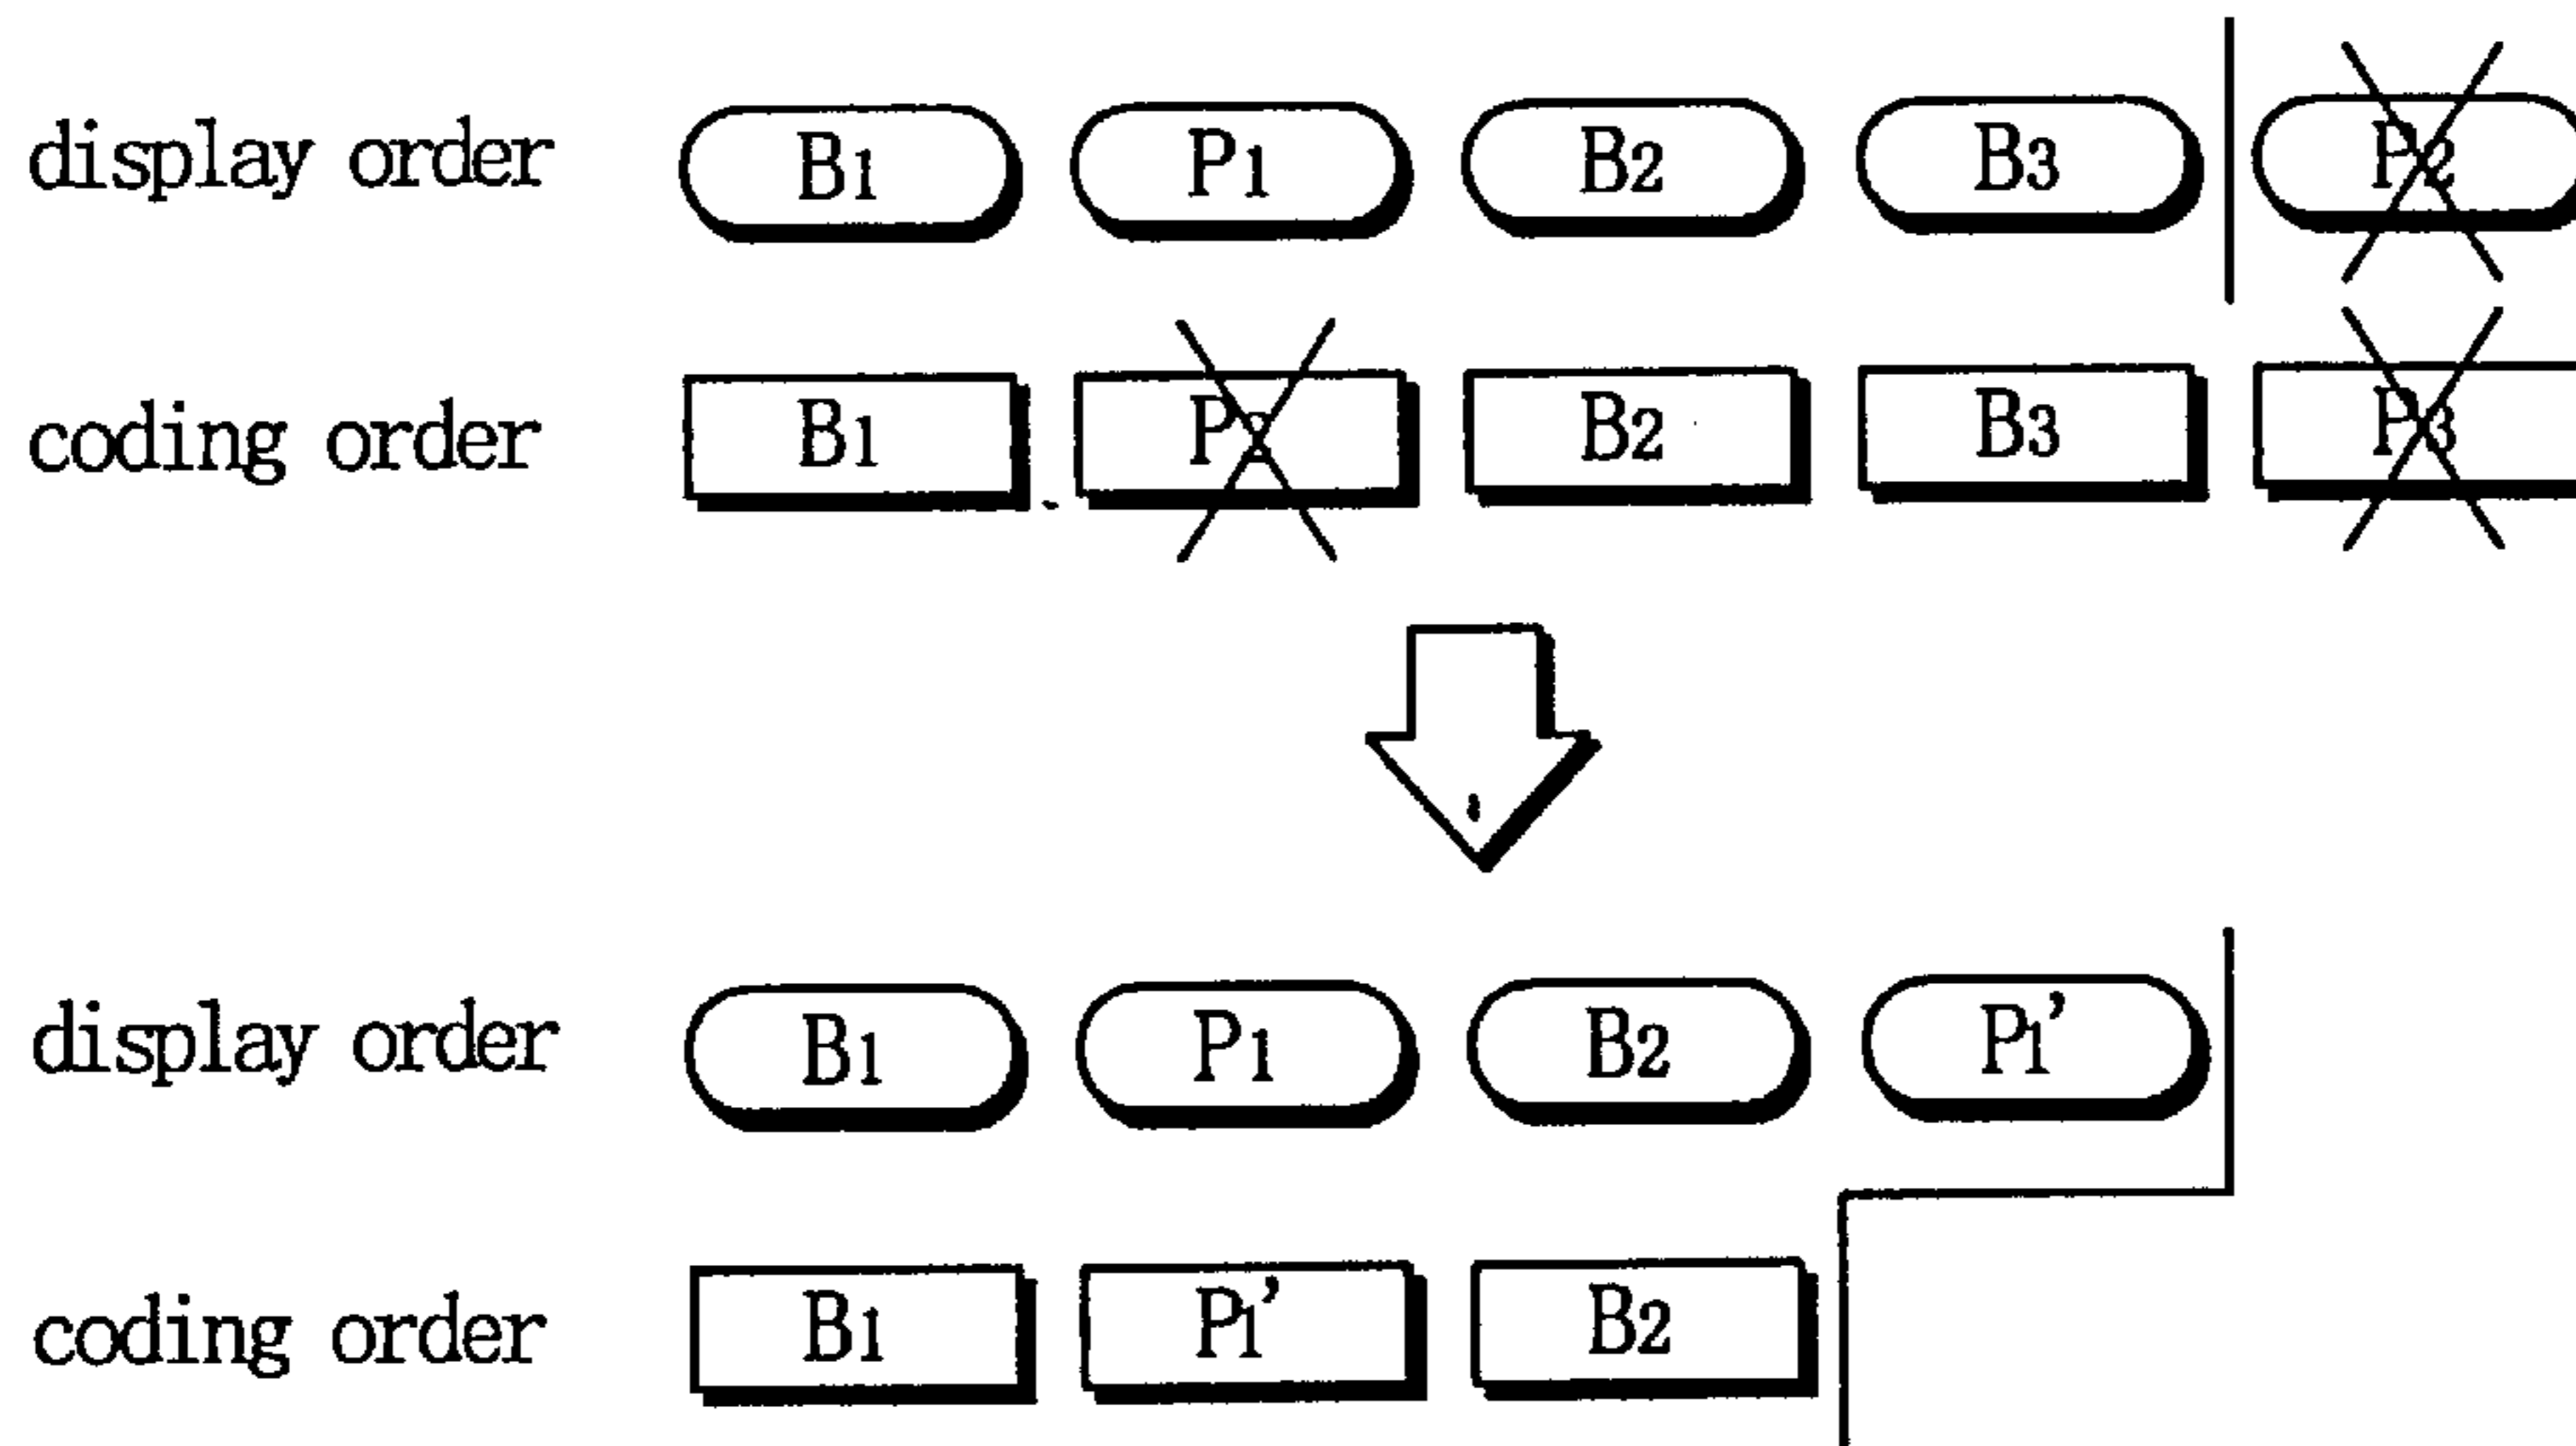 display order B1 P1 B2 B3 P2
coding order B1 P2 B2 B3 P3
display order B1 P1 B2 P1’
coding order B1 P1’ B2